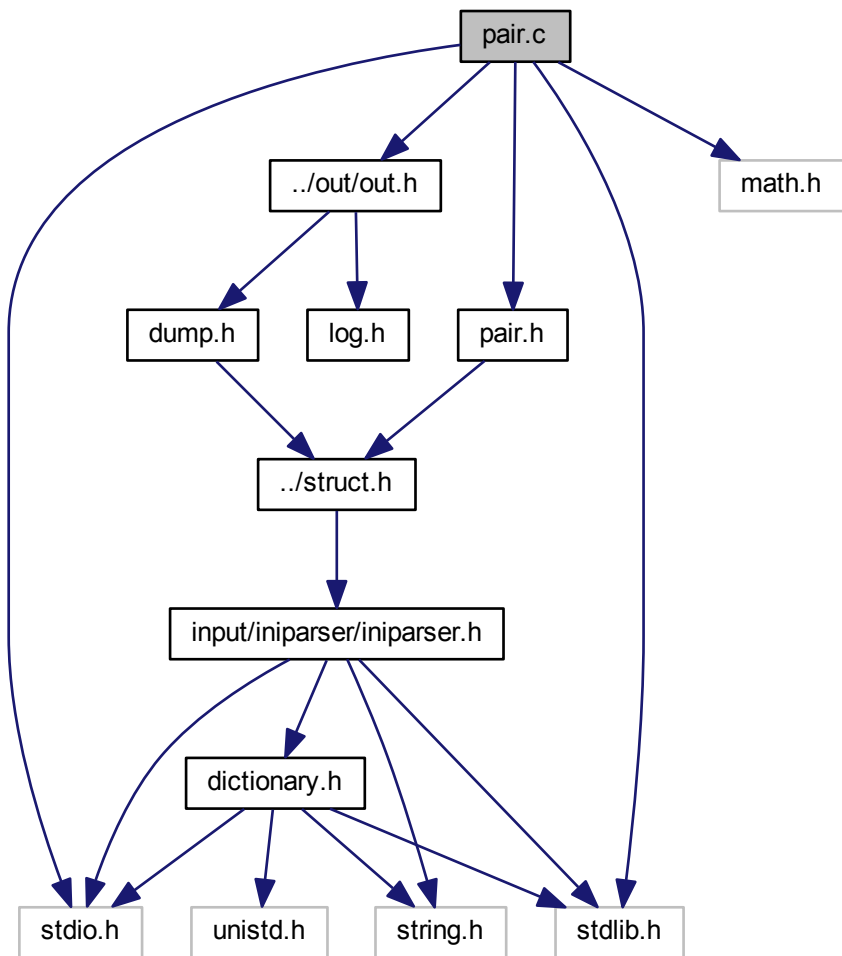 pair.c
../out/out.h
math.h
dump.h
log.h
pair.h
../struct.h
input/iniparser/iniparser.h
dictionary.h
stdio.h
unistd.h
string.h
stdlib.h